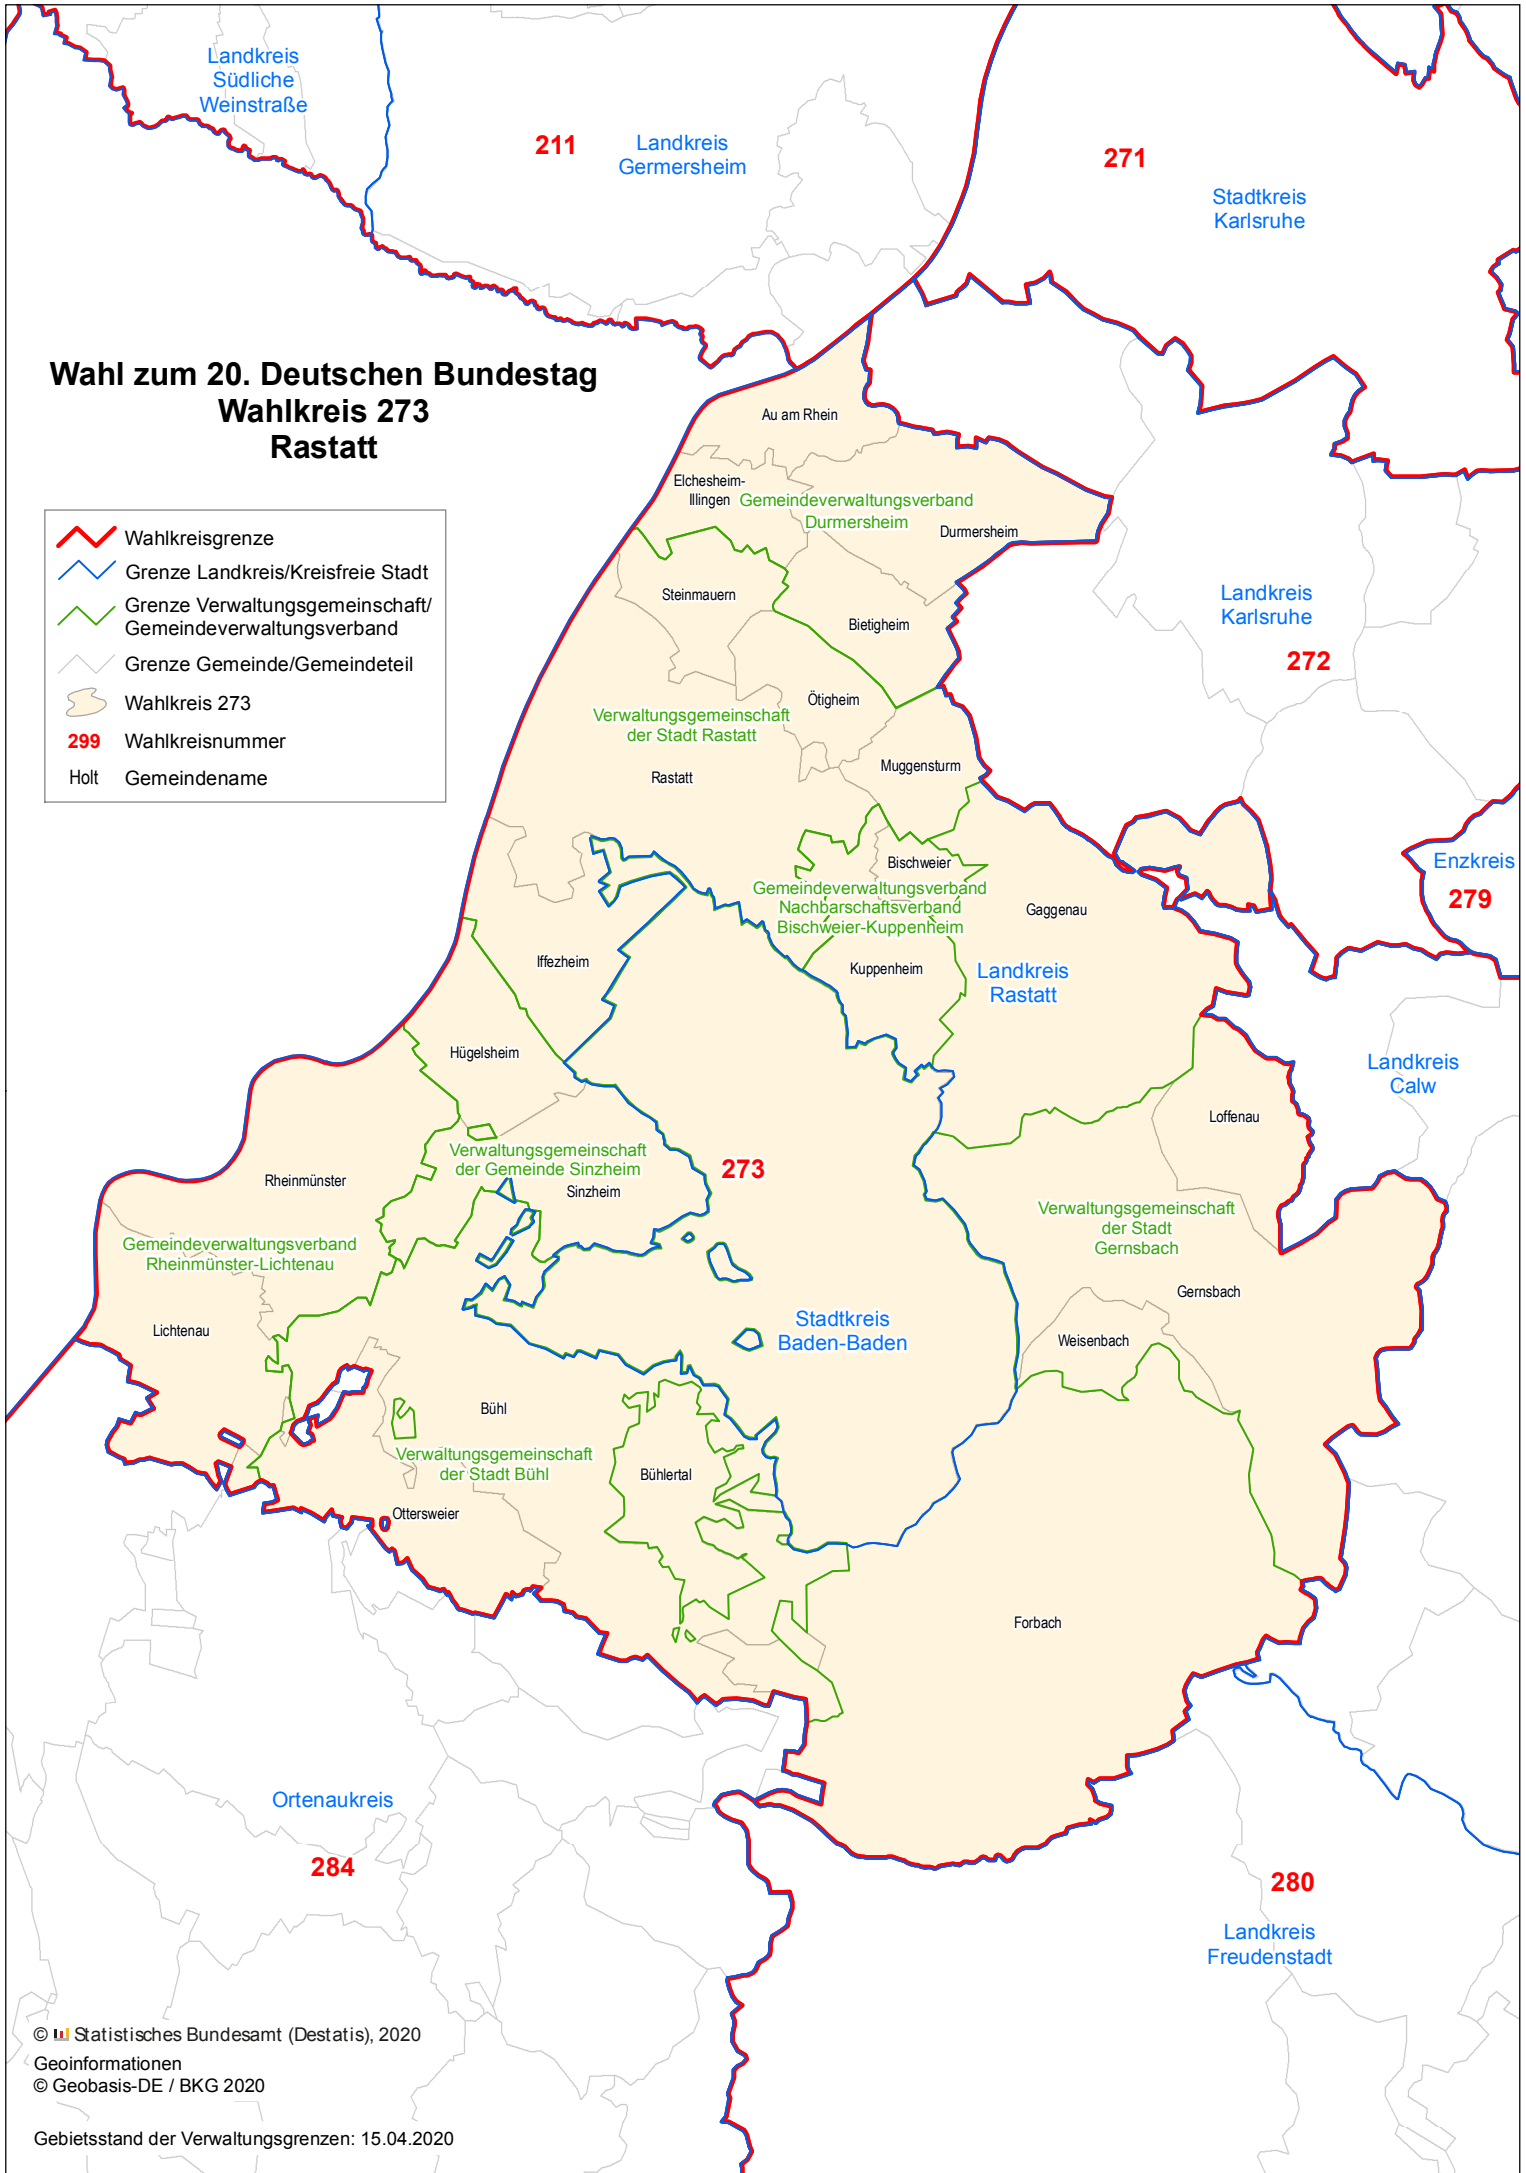 Landkreis
Südliche
Weinstraße
211
Landkreis
Germersheim
271
Stadtkreis
Karlsruhe
Wahl zum 20. Deutschen Bundestag
Wahlkreis 273
Rastatt
Wahlkreisgrenze
Grenze Landkreis/Kreisfreie Stadt
Grenze Verwaltungsgemeinschaft/
Gemeindeverwaltungsverband
Grenze Gemeinde/Gemeindeteil
Wahlkreis 273
299 Wahlkreisnummer
Holt Gemeindename
Au am Rhein
Elchesheim-
Illingen
Gemeindeverwaltungsverband
Durmersheim
Durmersheim
Steinmauern
Bietigheim
Landkreis
Karlsruhe
272
Ötigheim
Verwaltungsgemeinschaft
der Stadt Rastatt
Rastatt
Muggensturm
Bischweier
Gemeindeverwaltungsverband
Nachbarschaftsverband
Bischweier-Kuppenheim
Gaggenau
Enzkreis
279
Iffezheim
Kuppenheim
Landkreis
Rastatt
Hügelsheim
Landkreis
Calw
Loffenau
Verwaltungsgemeinschaft
der Gemeinde Sinzheim
Sinzheim
273
Rheinmünster
Verwaltungsgemeinschaft
der Stadt
Gernsbach
Gemeindeverwaltungsverband
Rheinmünster-Lichtenau
Gernsbach
Lichtenau
Stadtkreis
Baden-Baden
Weisenbach
Bühl
Verwaltungsgemeinschaft
der Stadt Bühl
Bühlertal
Ottersweier
Forbach
Ortenaukreis
284
280
Landkreis
Freudenstadt
© Statistisches Bundesamt (Destatis), 2020
Geoinformationen
© Geobasis-DE / BKG 2020
Gebietsstand der Verwaltungsgrenzen: 15.04.2020